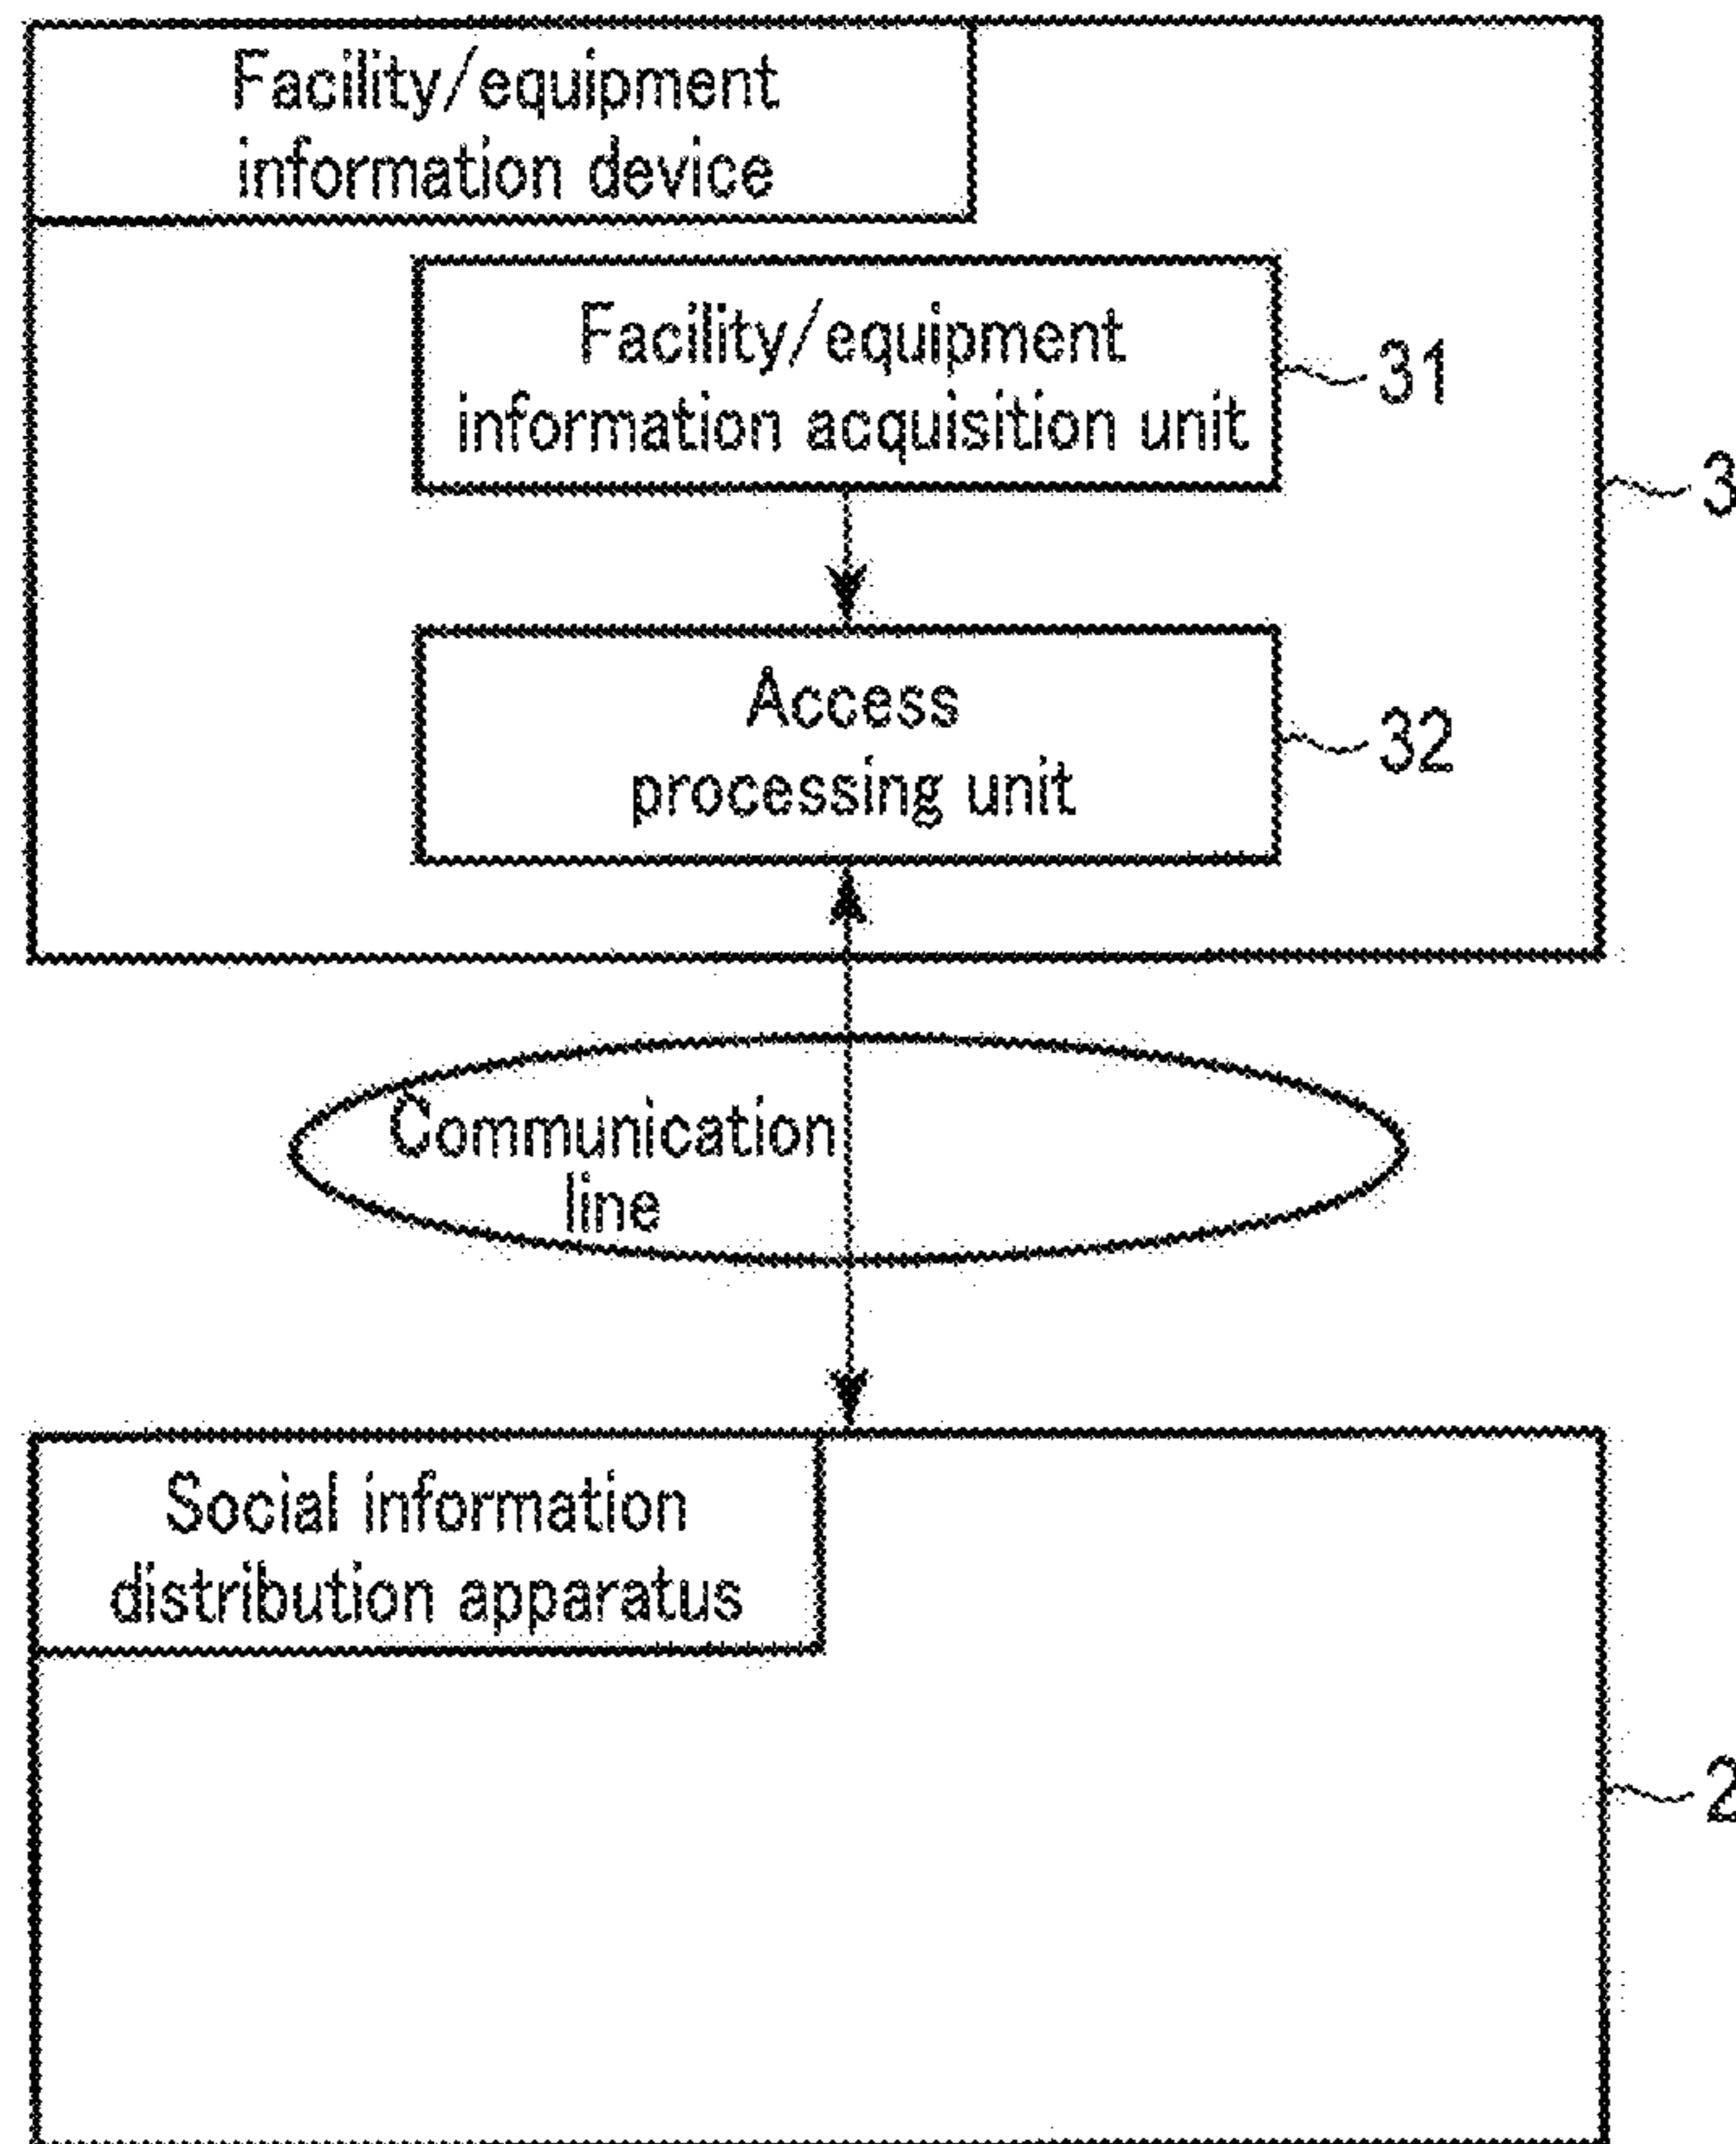 Facility/equipment
information device
Facility/equipment
information acquisition unit
31
3
Access
processing unit
32
Communication
line
Social information
distribution apparatus
2